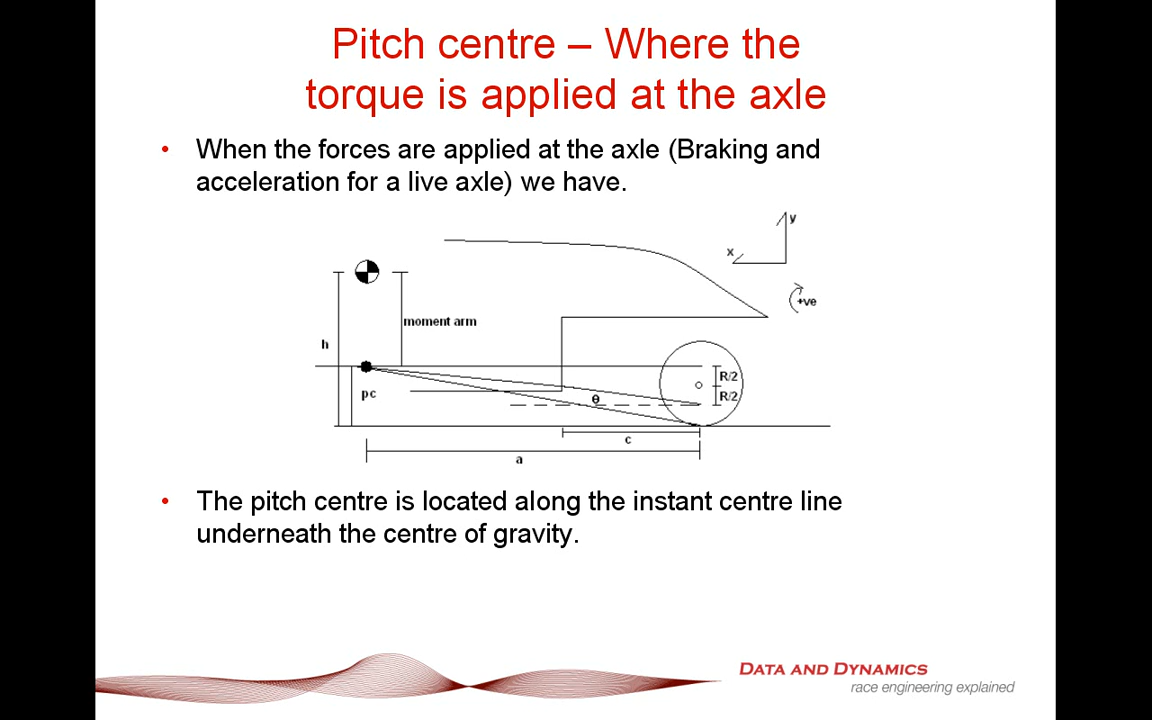 Pitch centre – Where the
torque is applied at the axle
• When the forces are applied at the axle (Braking and
acceleration for a live axle) we have.
y
x
+ve
moment arm
h
R/2
pc
R/2
θ
c
a
• The pitch centre is located along the instant centre line
underneath the centre of gravity.
DATA AND DYNAMICS
race engineering explained